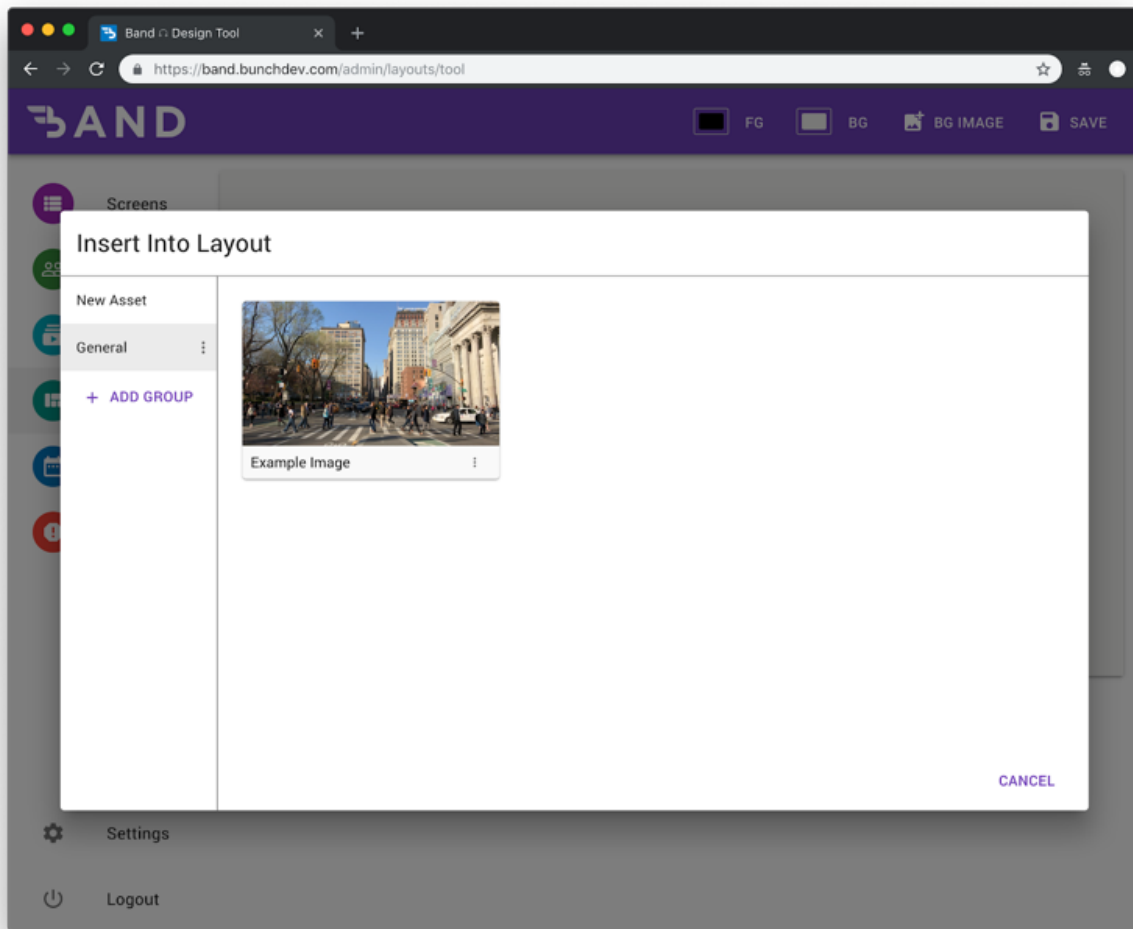 Band ∩ Design Tool
https://band.bunchdev.com/admin/layouts/tool
BAND
FG
BG
BG IMAGE
SAVE
Screens
Insert Into Layout
New Asset
General
+ ADD GROUP
Example Image
CANCEL
Settings
Logout